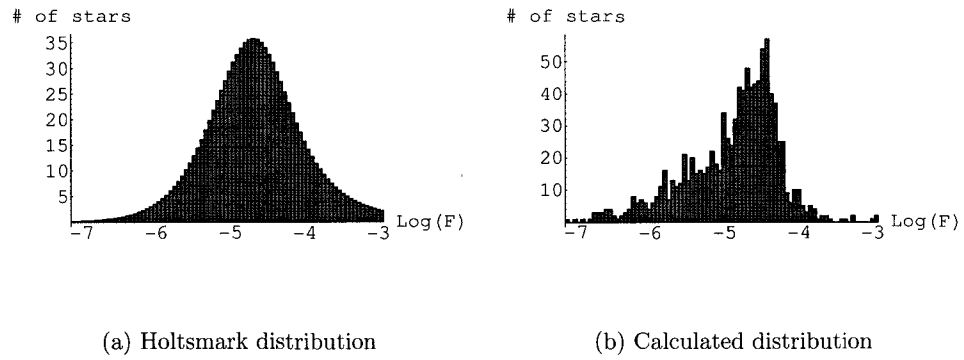 # of stars
35
30
25
20
15
10
5
-7 -6 -5 -4 -3 Log(F)
(a) Holtsmark distribution
# of stars
50
40
30
20
10
-7 -6 -5 -4 -3 Log(F)
(b) Calculated distribution